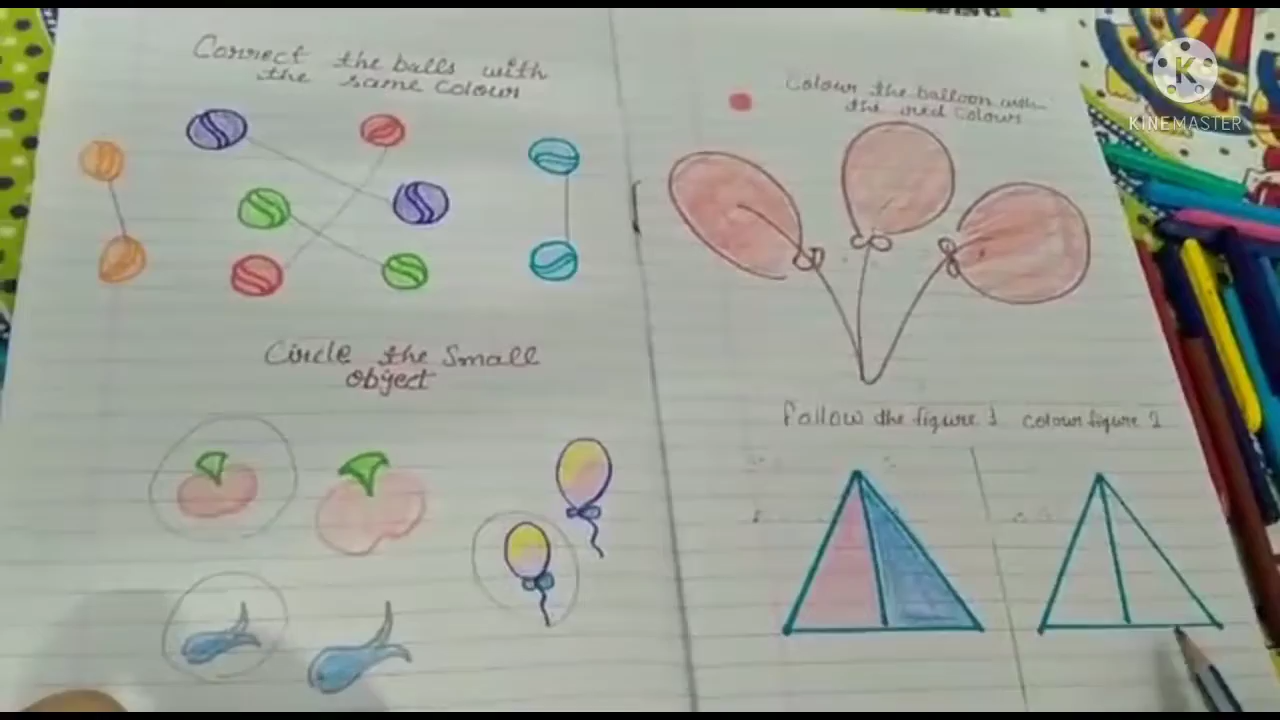 Correct the balls with
the same colour
Circle the small
object
Colour the balloon with
the red colour
Follow the figure 1 colour figure 2
K
KINEMASTER